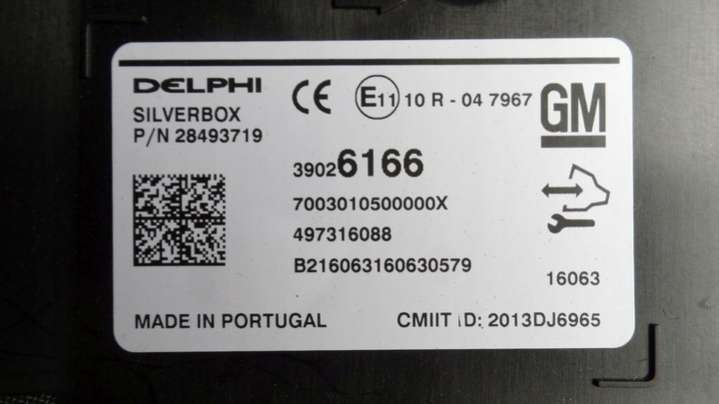 DELPHI
SILVERBOX
P/N 28493719
CE
E11 10 R - 04 7967
GM
39026166
7003010500000X
497316088
B216063160630579
16063
MADE IN PORTUGAL
CMIIT ID: 2013DJ6965